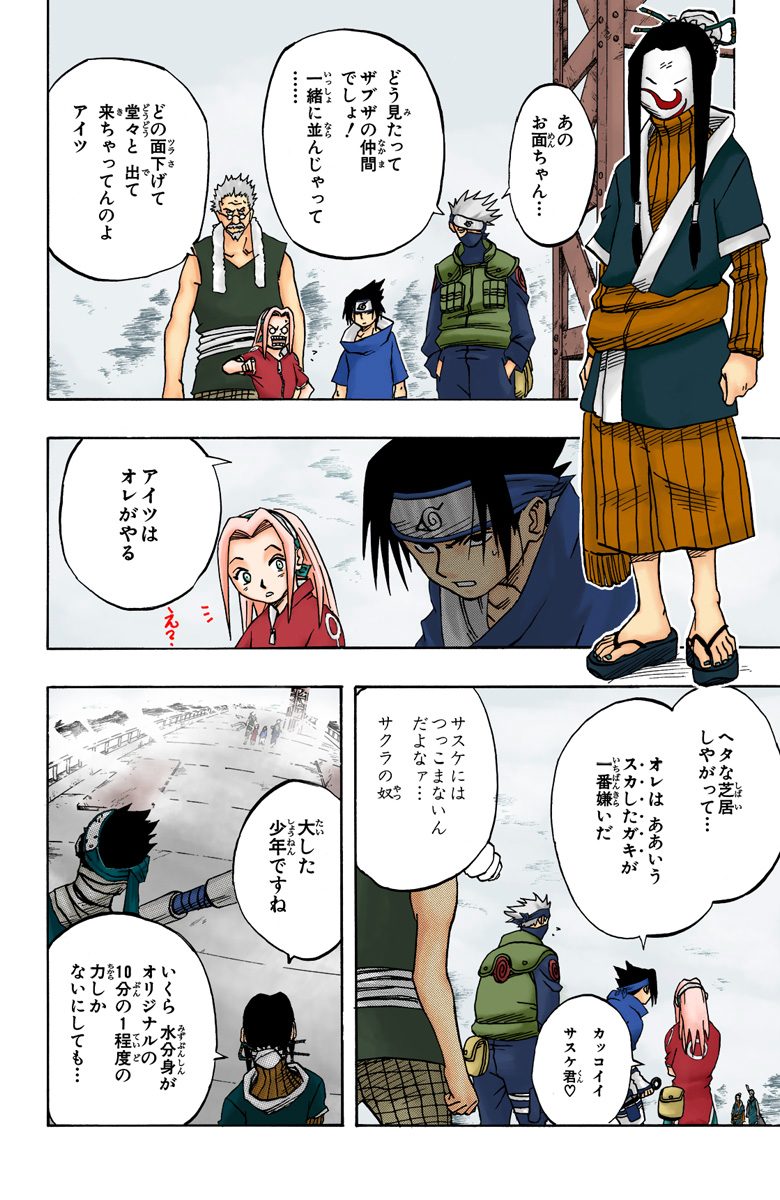 あの
お面ちゃん…
どう見たって
ザブザの仲間
でしょ!
一緒に並んじゃって
……
どの面下げて
堂々と出て
来ちゃってんのよ
アイツ
アイツは
オレがやる
え?
ヘタな芝居
しやがって…
オレは ああいう
スカしたガキが
一番嫌いだ
カッコイイ
サスケ君♡
サスケには
つっこまないん
だよなァ…
サクラの奴
大した
少年ですね
いくら 水分身が
オリジナルの
10分の1程度の
力しか
ないにしても…